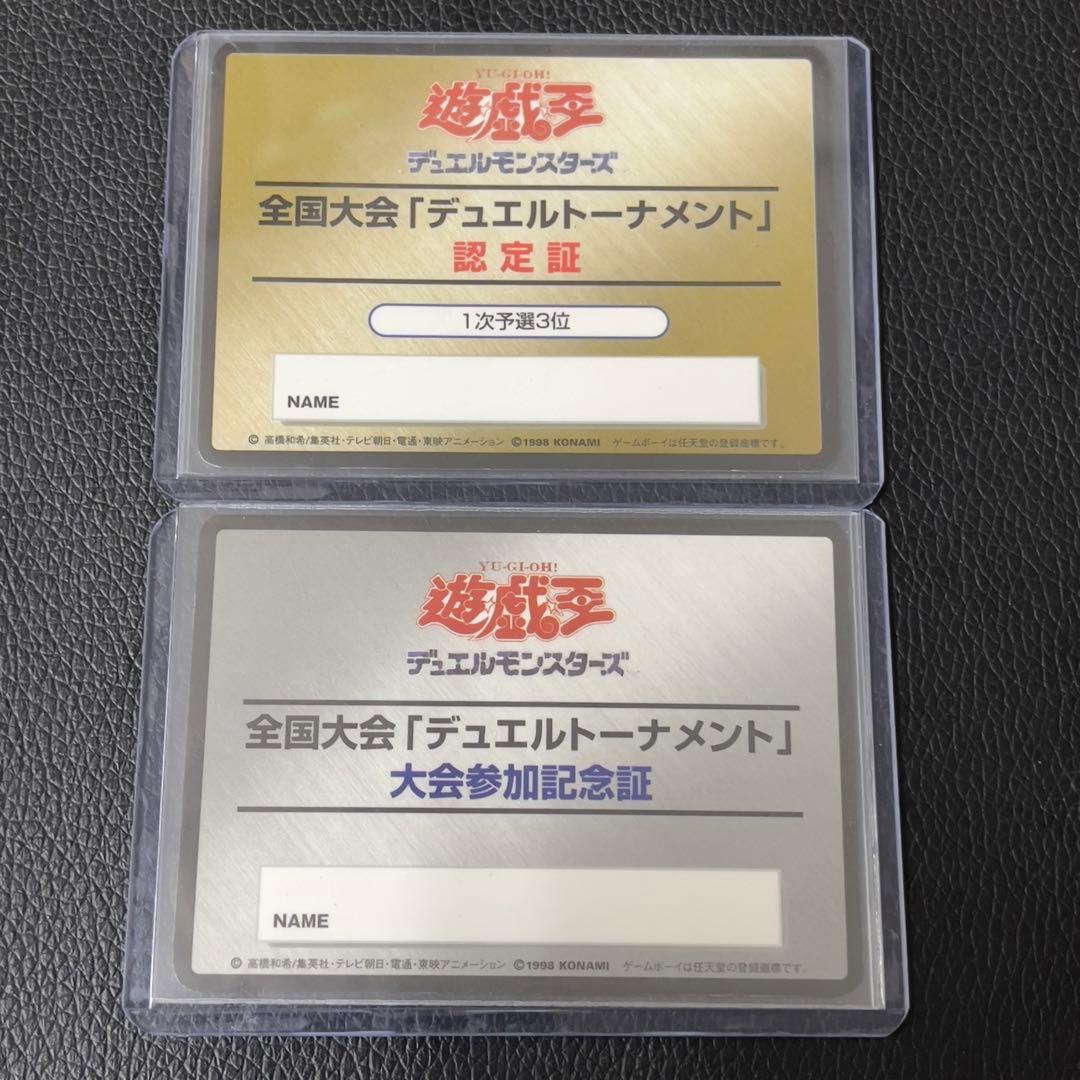 YU-GI-OH!
遊戯王
デュエルモンスターズ
全国大会「デュエルトーナメント」
認定証
1次予選3位
NAME
© 高橋和希/集英社・テレビ朝日・電通・東映アニメーション ©1998 KONAMI ゲームボーイは任天堂の登録商標です。
YU-GI-OH!
遊戯王
デュエルモンスターズ
全国大会「デュエルトーナメント」
大会参加記念証
NAME
© 高橋和希/集英社・テレビ朝日・電通・東映アニメーション ©1998 KONAMI ゲームボーイは任天堂の登録商標です。